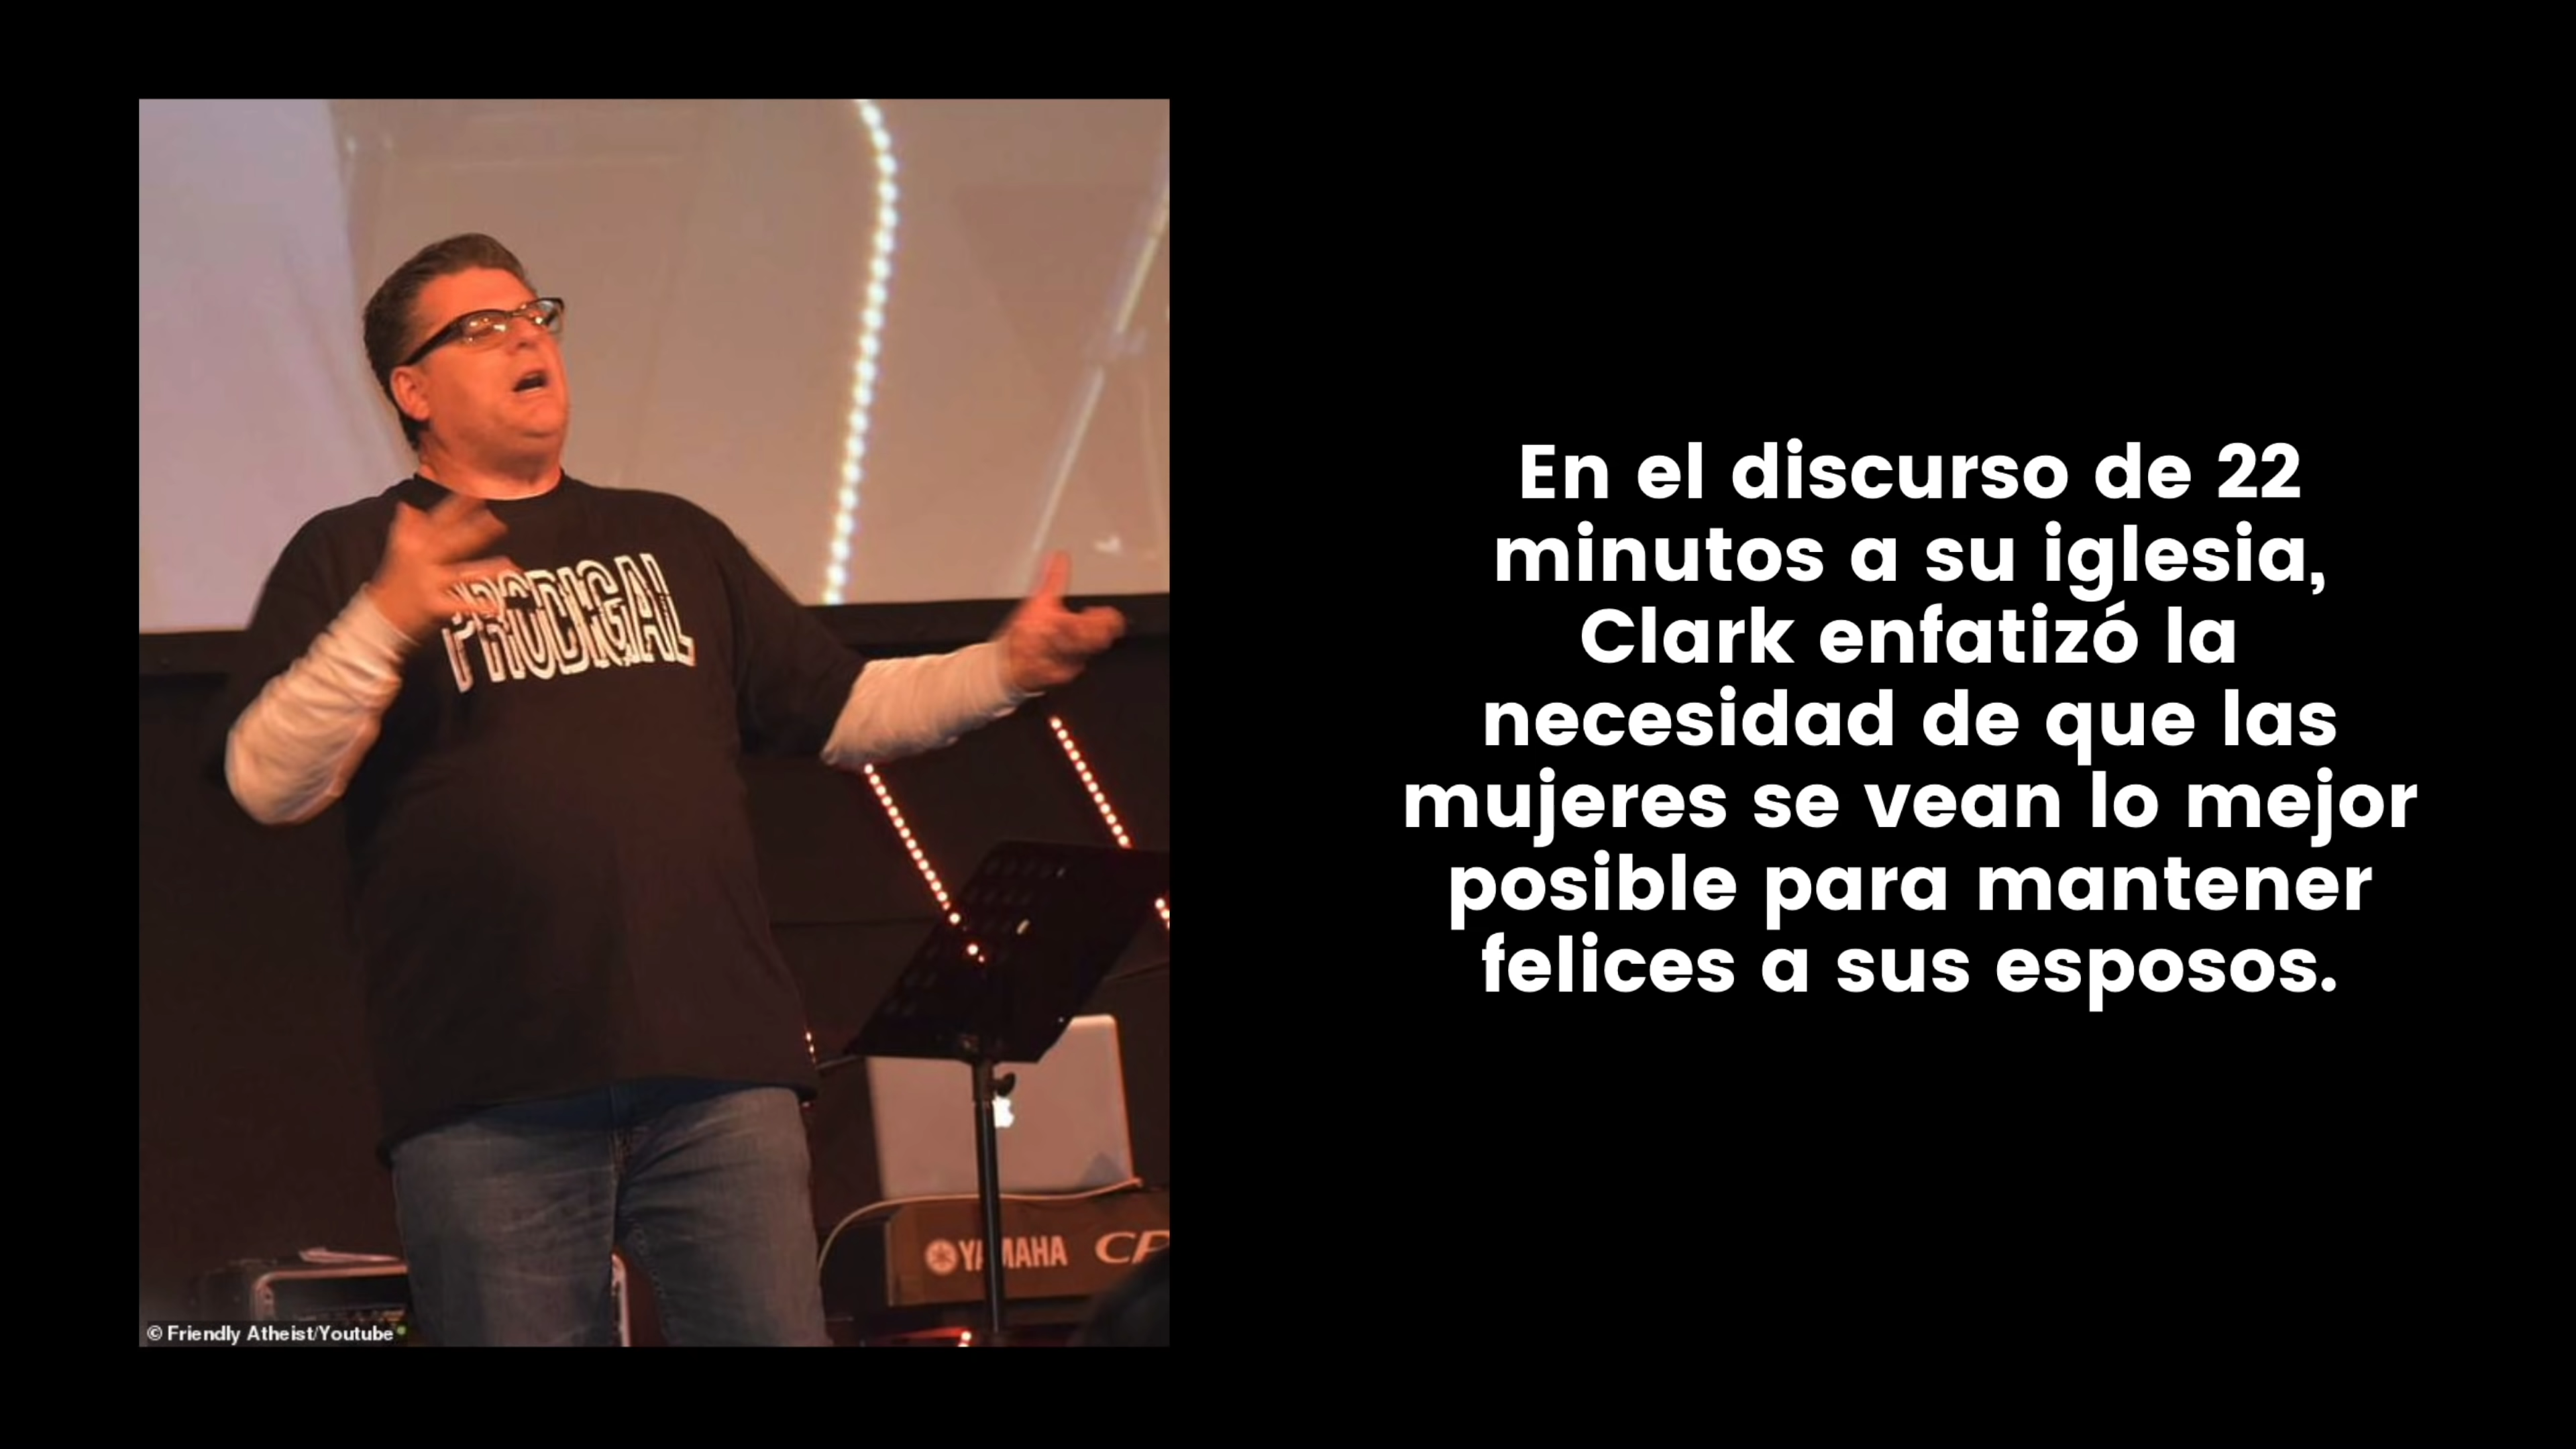 PRODIGAL
YAMAHA CP
© Friendly Atheist/Youtube
En el discurso de 22
minutos a su iglesia,
Clark enfatizó la
necesidad de que las
mujeres se vean lo mejor
posible para mantener
felices a sus esposos.